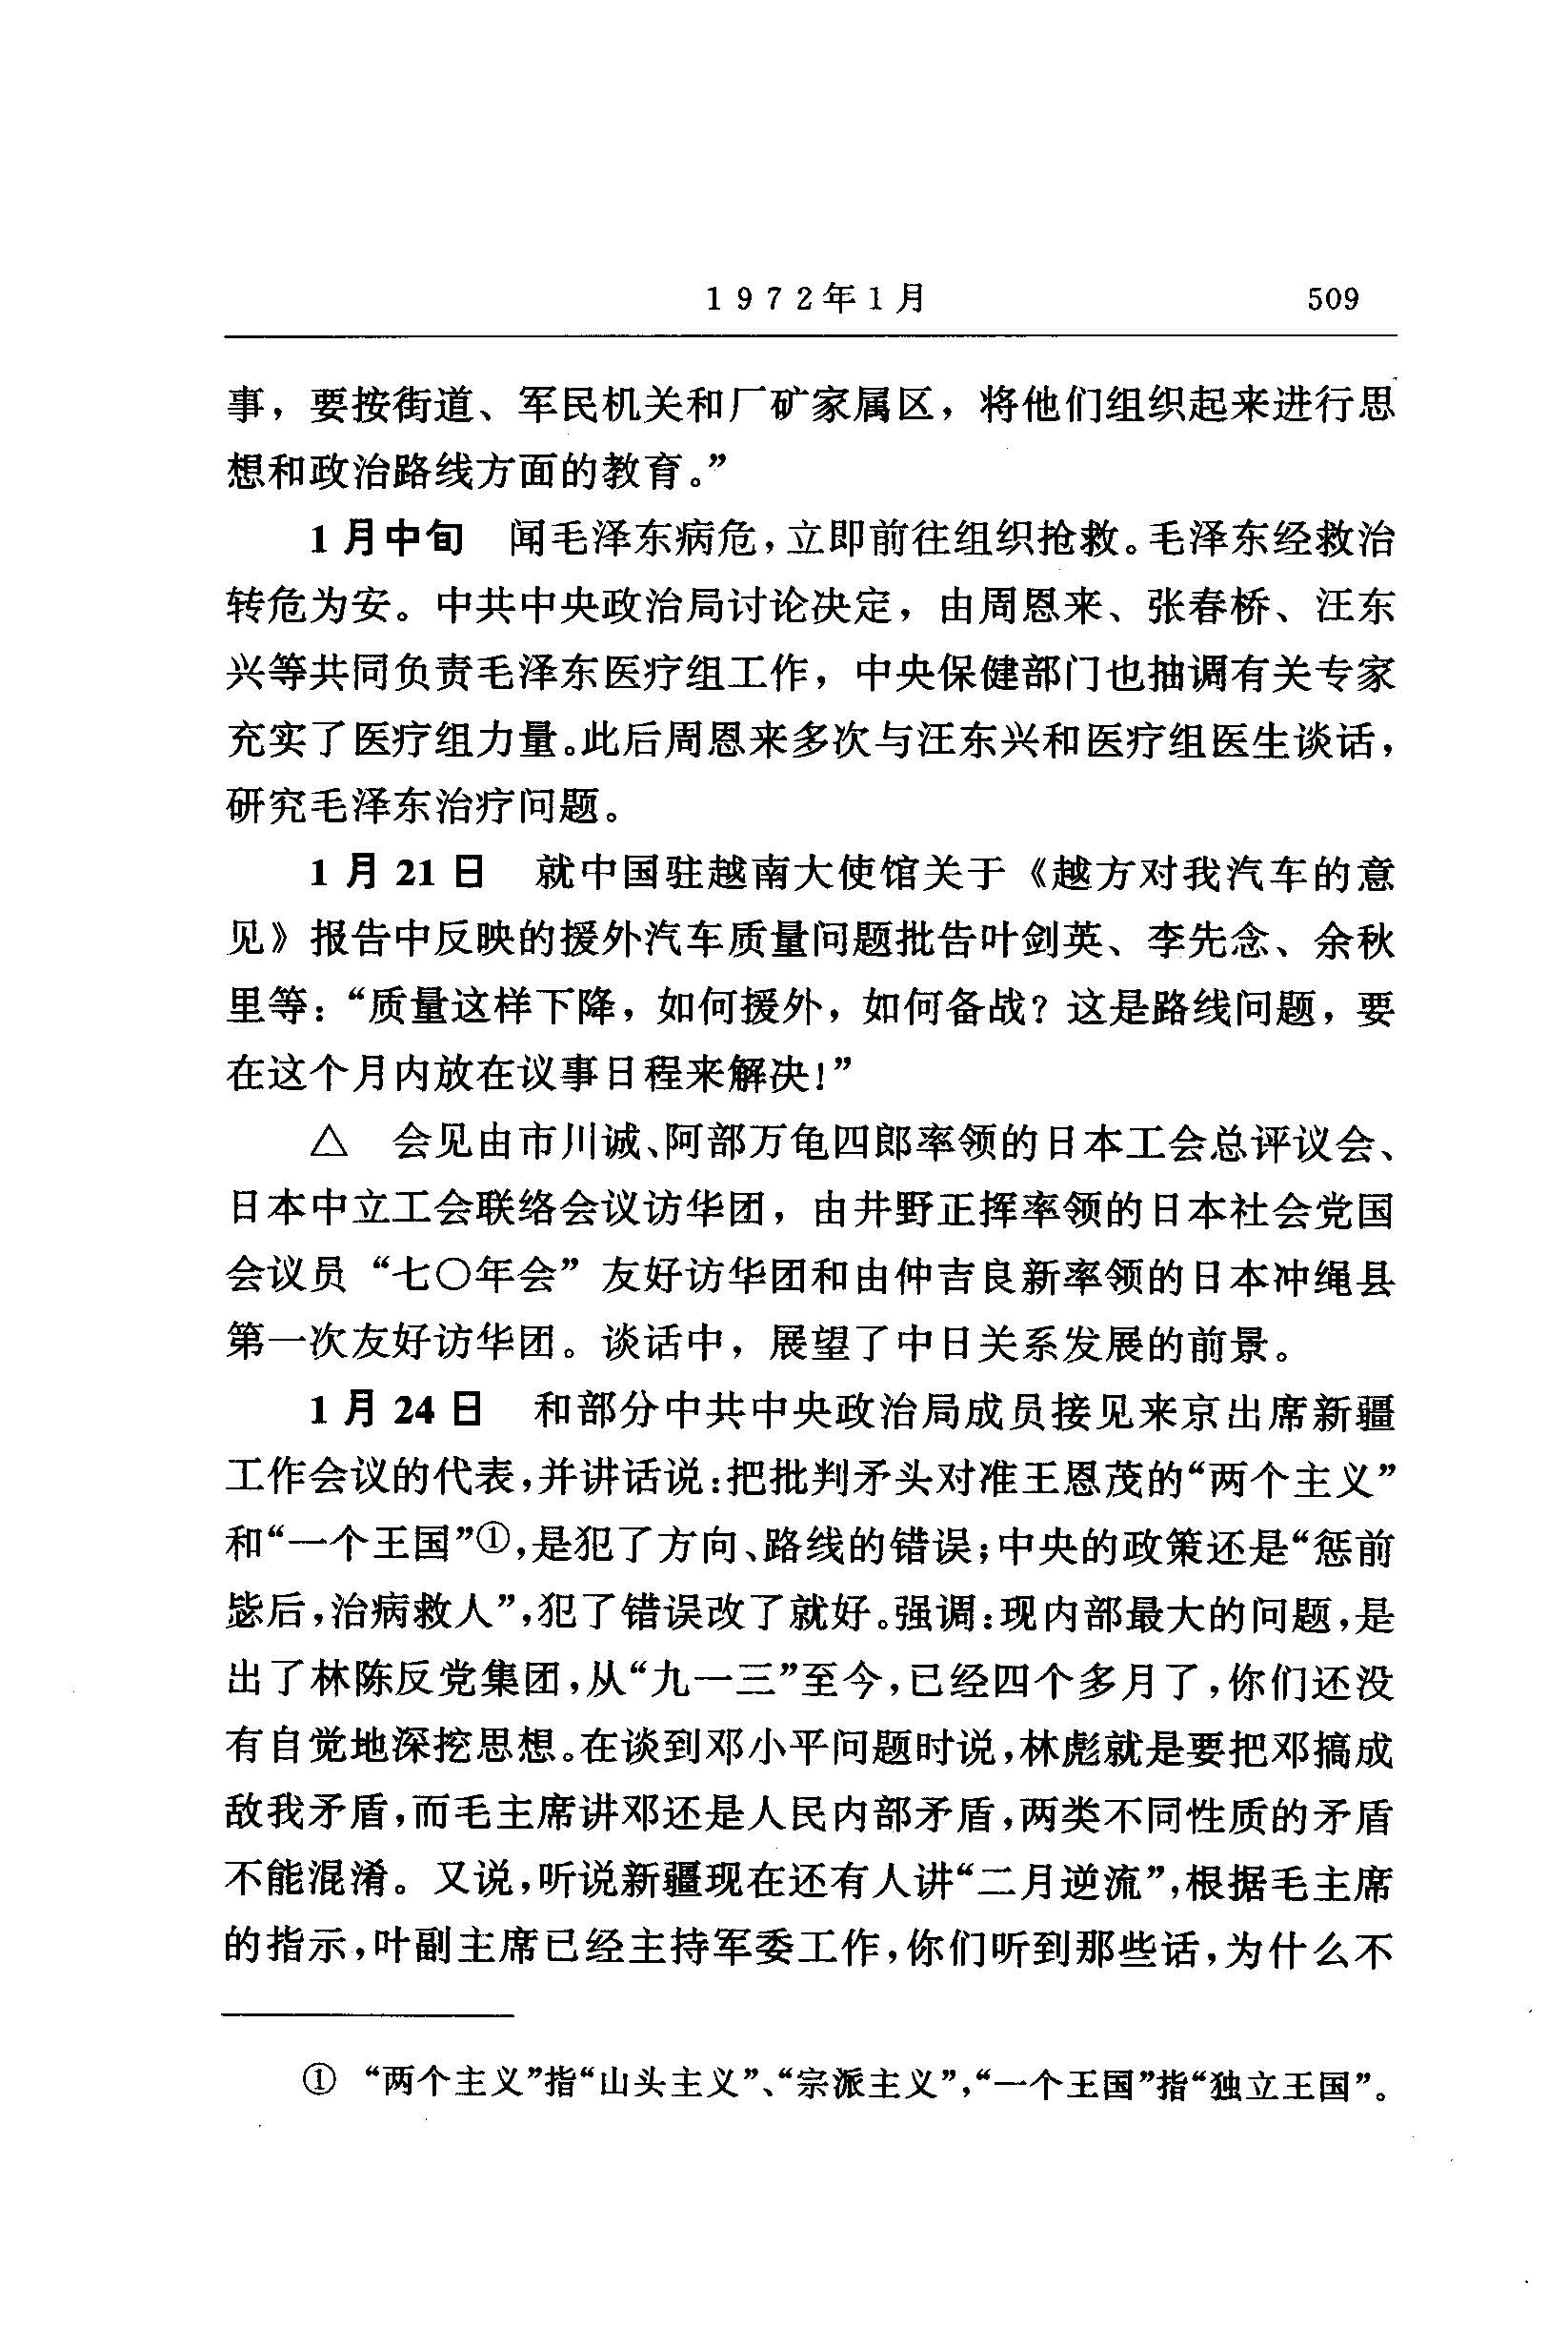 1972年1月 509
事，要按街道、军民机关和厂矿家属区，将他们组织起来进行思
想和政治路线方面的教育。”
1月中旬 闻毛泽东病危，立即前往组织抢救。毛泽东经救治
转危为安。中共中央政治局讨论决定，由周恩来、张春桥、汪东
兴等共同负责毛泽东医疗组工作，中央保健部门也抽调有关专家
充实了医疗组力量。此后周恩来多次与汪东兴和医疗组医生谈话，
研究毛泽东治疗问题。
1月21日 就中国驻越南大使馆关于《越方对我汽车的意
见》报告中反映的援外汽车质量问题批告叶剑英、李先念、余秋
里等：“质量这样下降，如何援外，如何备战？这是路线问题，要
在这个月内放在议事日程来解决！”
△ 会见由市川诚、阿部万龟四郎率领的日本工会总评议会、
日本中立工会联络会议访华团，由井野正挥率领的日本社会党国
会议员“七〇年会”友好访华团和由仲吉良新率领的日本冲绳县
第一次友好访华团。谈话中，展望了中日关系发展的前景。
1月24日 和部分中共中央政治局成员接见来京出席新疆
工作会议的代表，并讲话说：把批判矛头对准王恩茂的“两个主义”
和“一个王国”①，是犯了方向、路线的错误；中央的政策还是“惩前
毖后，治病救人”，犯了错误改了就好。强调：现内部最大的问题，是
出了林陈反党集团，从“九一三”至今，已经四个多月了，你们还没
有自觉地深挖思想。在谈到邓小平问题时说，林彪就是要把邓搞成
敌我矛盾，而毛主席讲邓还是人民内部矛盾，两类不同性质的矛盾
不能混淆。又说，听说新疆现在还有人讲“二月逆流”，根据毛主席
的指示，叶副主席已经主持军委工作，你们听到那些话，为什么不
① “两个主义”指“山头主义”、“宗派主义”，“一个王国”指“独立王国”。